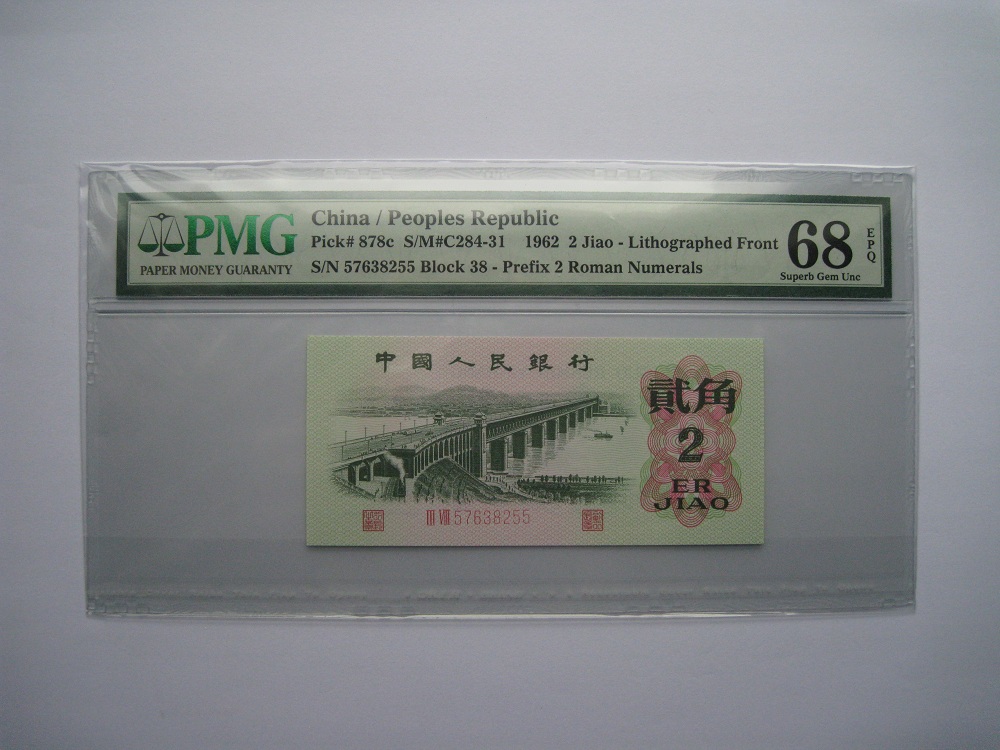 PMG
PAPER MONEY GUARANTY
China / Peoples Republic
Pick# 878c S/M#C284-31 1962 2 Jiao - Lithographed Front
S/N 57638255 Block 38 - Prefix 2 Roman Numerals
68
EPQ
Superb Gem Unc
中國人民銀行
貳角
2
ER
JIAO
III VIII 57638255